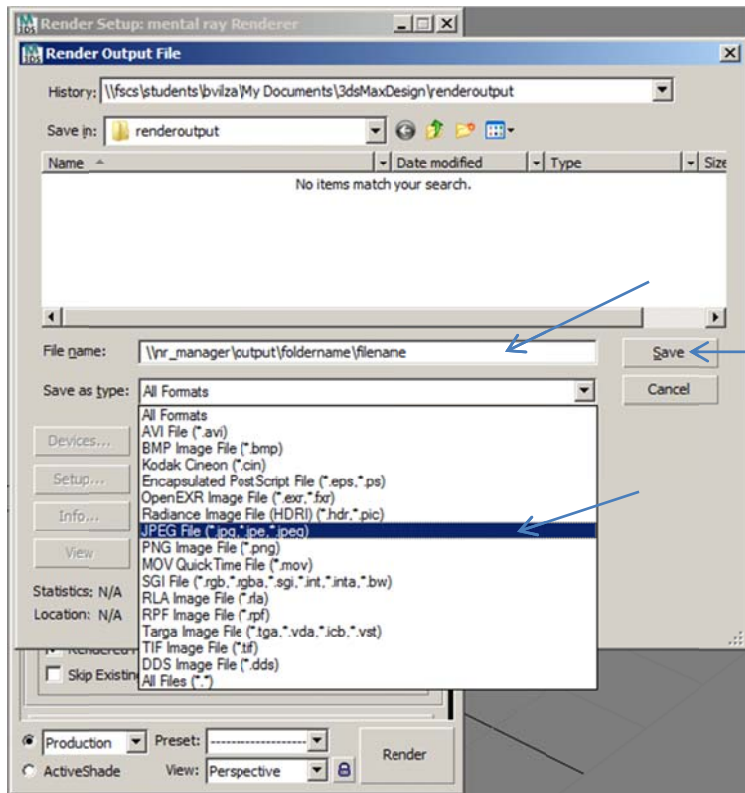 Render Setup: mental ray Renderer
Render Output File
History: \\fscs\students\bvilza\My Documents\3dsMaxDesign\renderoutput
Save in: renderoutput
Name Date modified Type Size
No items match your search.
File name: \\nr_manager\output\foldername\filename
Save
Save as type: All Formats
Cancel
All Formats
AVI File (*.avi)
BMP Image File (*.bmp)
Kodak Cineon (*.cin)
Encapsulated PostScript File (*.eps,*.ps)
OpenEXR Image File (*.exr,*.fxr)
Radiance Image File (HDRI) (*.hdr,*.pic)
JPEG File (*.jpg,*.jpe,*.jpeg)
PNG Image File (*.png)
MOV QuickTime File (*.mov)
SGI File (*.rgb,*.rgba,*.sgi,*.int,*.inta,*.bw)
RLA Image File (*.rla)
RPF Image File (*.rpf)
Targa Image File (*.tga,*.vda,*.icb,*.vst)
TIF Image File (*.tif)
DDS Image File (*.dds)
All Files (*.*)
Devices...
Setup...
Info...
View
Statistics: N/A
Location: N/A
Rendered
Skip Existin
Production Preset:
Render
ActiveShade View: Perspective